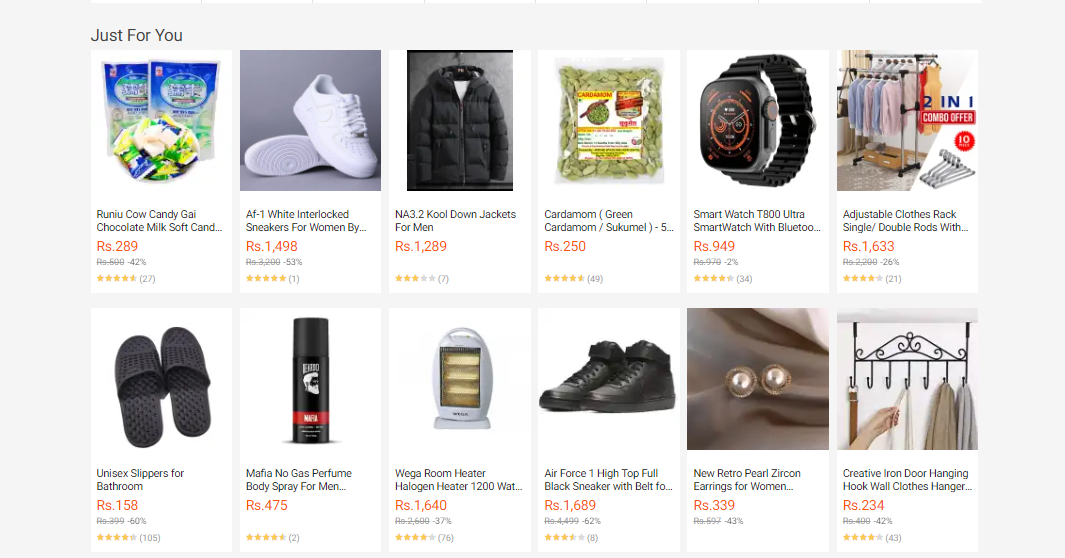 Just For You
2 IN 1
COMBO OFFER
10
CARDAMOM
Runiu Cow Candy Gai
Chocolate Milk Soft Cand...
Rs.289
Rs.500 -42%
(27)
Af-1 White Interlocked
Sneakers For Women By...
Rs.1,498
Rs.3,200 -53%
(1)
NA3.2 Kool Down Jackets
For Men
Rs.1,289
(7)
Cardamom ( Green
Cardamom / Sukumel ) - 5...
Rs.250
(49)
Smart Watch T800 Ultra
SmartWatch With Bluetoo...
Rs.949
Rs.970 -2%
(34)
Adjustable Clothes Rack
Single/ Double Rods With...
Rs.1,633
Rs.2,200 -26%
(21)
BEARDO
MAFIA
WEGA
Unisex Slippers for
Bathroom
Rs.158
Rs.399 -60%
(105)
Mafia No Gas Perfume
Body Spray For Men...
Rs.475
(2)
Wega Room Heater
Halogen Heater 1200 Wat...
Rs.1,640
Rs.2,600 -37%
(76)
Air Force 1 High Top Full
Black Sneaker with Belt fo...
Rs.1,689
Rs.4,499 -62%
(8)
New Retro Pearl Zircon
Earrings for Women...
Rs.339
Rs.597 -43%
Creative Iron Door Hanging
Hook Wall Clothes Hanger...
Rs.234
Rs.400 -42%
(43)